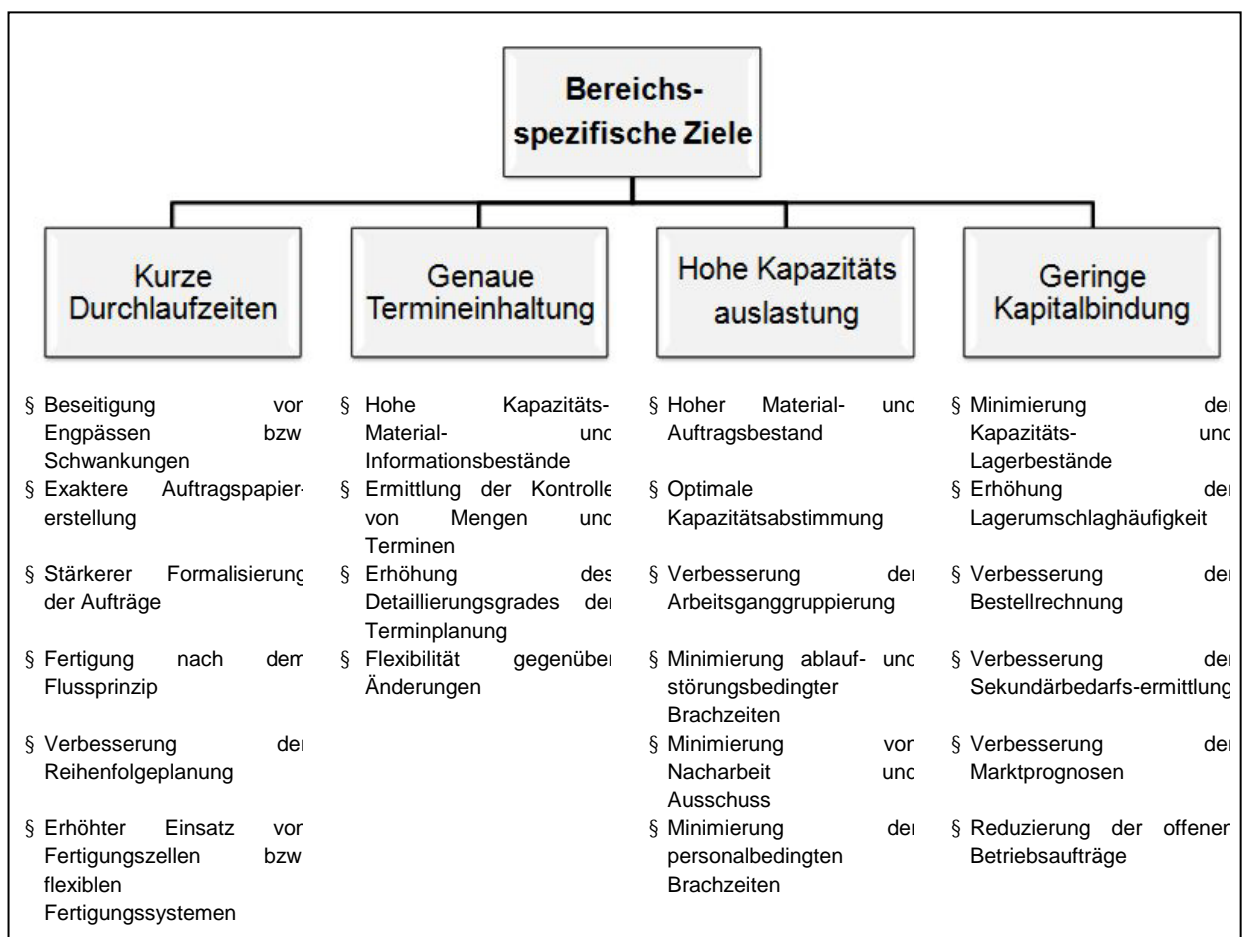 Bereichs-
spezifische Ziele
Kurze
Durchlaufzeiten
§ Beseitigung von
Engpässen bzw
Schwankungen
§ Exaktere Auftragspapier-
erstellung
§ Stärkerer Formalisierung
der Aufträge
§ Fertigung nach dem
Flussprinzip
§ Verbesserung der
Reihenfolgeplanung
§ Erhöhter Einsatz von
Fertigungszellen bzw
flexiblen
Fertigungssystemen
Genaue
Termineinhaltung
§ Hohe Kapazitäts-
Material- und
Informationsbestände
§ Ermittlung der Kontrolle
von Mengen und
Terminen
§ Erhöhung des
Detaillierungsgrades der
Terminplanung
§ Flexibilität gegenüber
Änderungen
Hohe Kapazitäts
auslastung
§ Hoher Material- und
Auftragsbestand
§ Optimale
Kapazitätsabstimmung
§ Verbesserung der
Arbeitsganggruppierung
§ Minimierung ablauf- und
störungsbedingter
Brachzeiten
§ Minimierung von
Nacharbeit und
Ausschuss
§ Minimierung der
personalbedingten
Brachzeiten
Geringe
Kapitalbindung
§ Minimierung der
Kapazitäts- und
Lagerbestände
§ Erhöhung der
Lagerumschlaghäufigkeit
§ Verbesserung der
Bestellrechnung
§ Verbesserung der
Sekundärbedarfs-ermittlung
§ Verbesserung der
Marktprognosen
§ Reduzierung der offenen
Betriebsaufträge